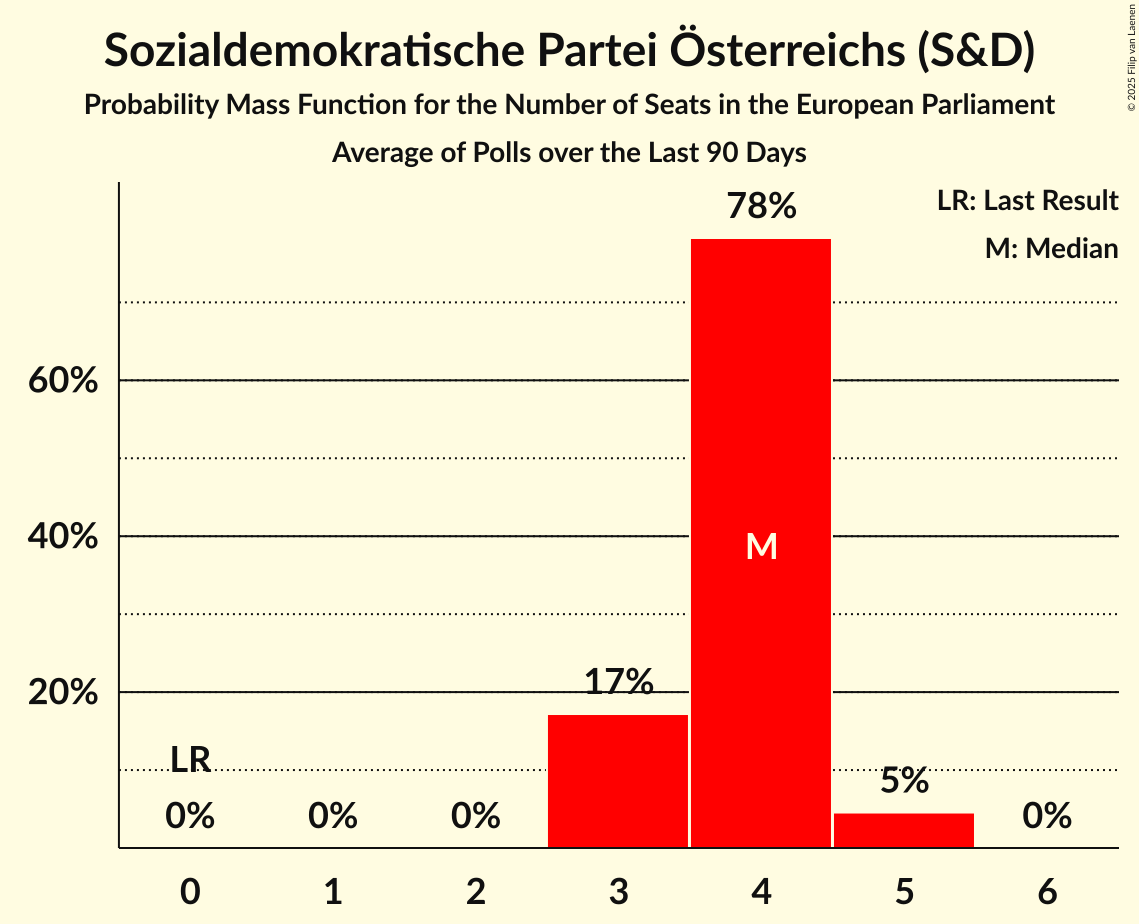 Sozialdemokratische Partei Österreichs (S&D)
Probability Mass Function for the Number of Seats in the European Parliament
Average of Polls over the Last 90 Days
© 2025 Filip van Laenen
LR: Last Result
M: Median
78%
60%
40%
M
20%
17%
LR
5%
0%
0%
0%
0%
0
1
2
3
4
5
6